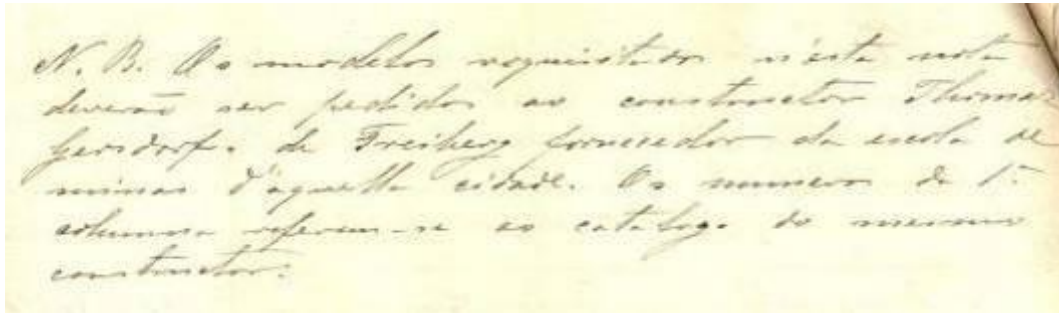 N. B. Os modelos requisitados n'esta nota
deverão ser pedidos ao constructor Thomas
Gersdorf. de Freiberg fornecedor da escola de
minas d'aquella cidade. Os numeros da 1ª
columna referem-se ao catalogo do mesmo
constructor.